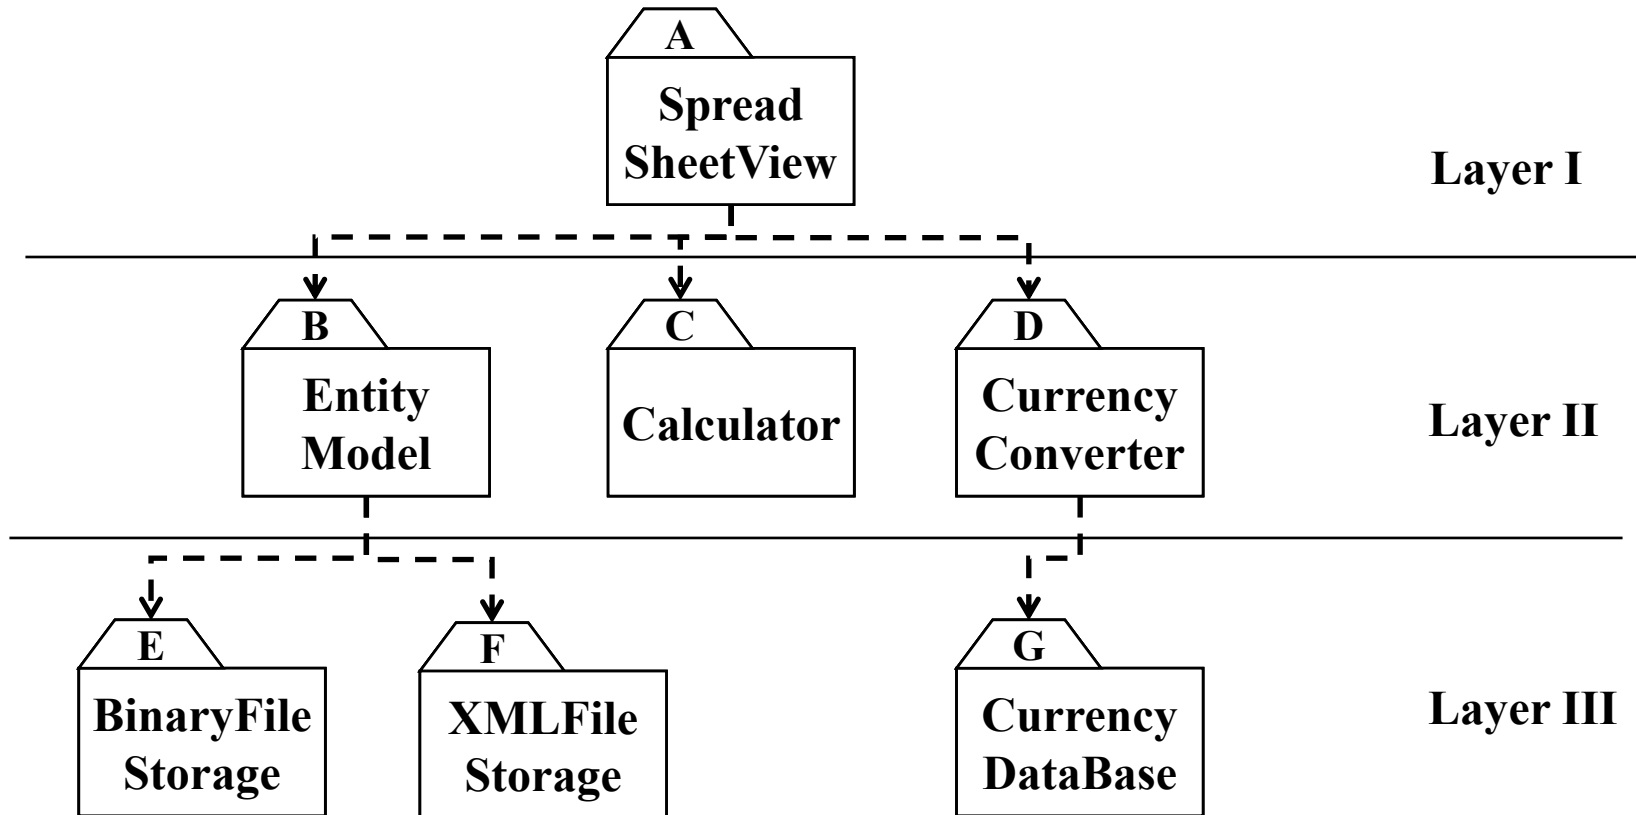 A
Spread
SheetView
Layer I
B
Entity
Model
C
Calculator
D
Currency
Converter
Layer II
E
BinaryFile
Storage
F
XMLFile
Storage
G
Currency
DataBase
Layer III